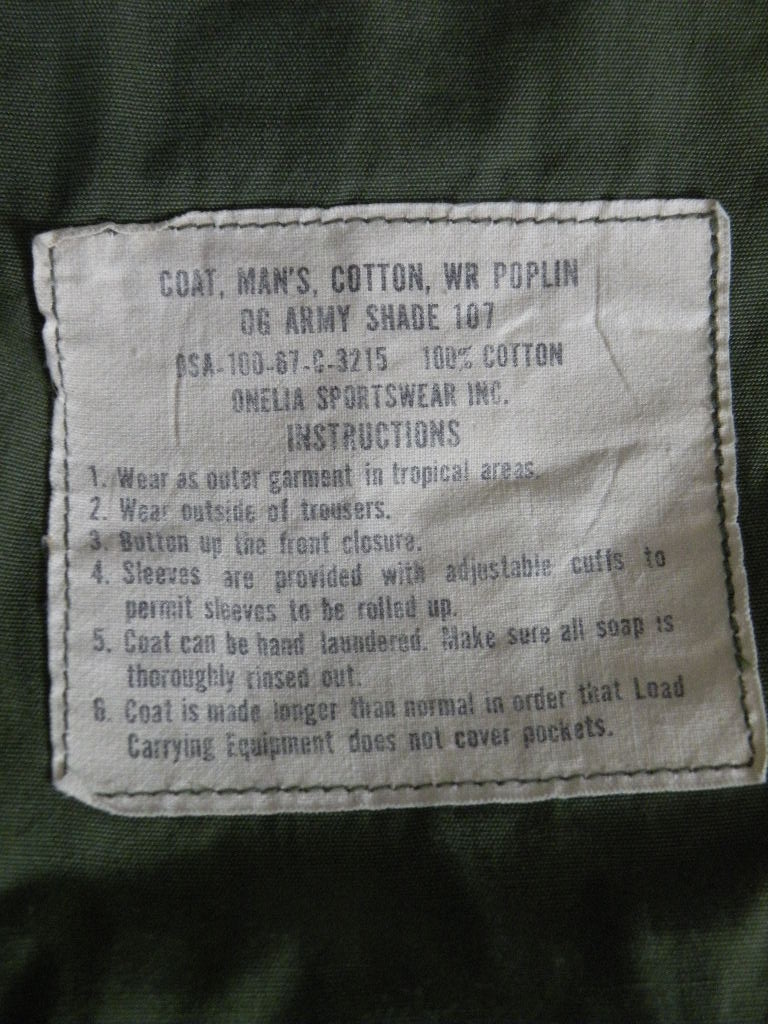 COAT, MAN'S, COTTON, WR POPLIN
OG ARMY SHADE 107
DSA-100-67-C-3215 100% COTTON
ONELIA SPORTSWEAR INC.
INSTRUCTIONS
1. Wear as outer garment in tropical areas.
2. Wear outside of trousers.
3. Button up the front closure.
4. Sleeves are provided with adjustable cuffs to
permit sleeves to be rolled up.
5. Coat can be hand laundered. Make sure all soap is
thoroughly rinsed out.
6. Coat is made longer than normal in order that Load
Carrying Equipment does not cover pockets.